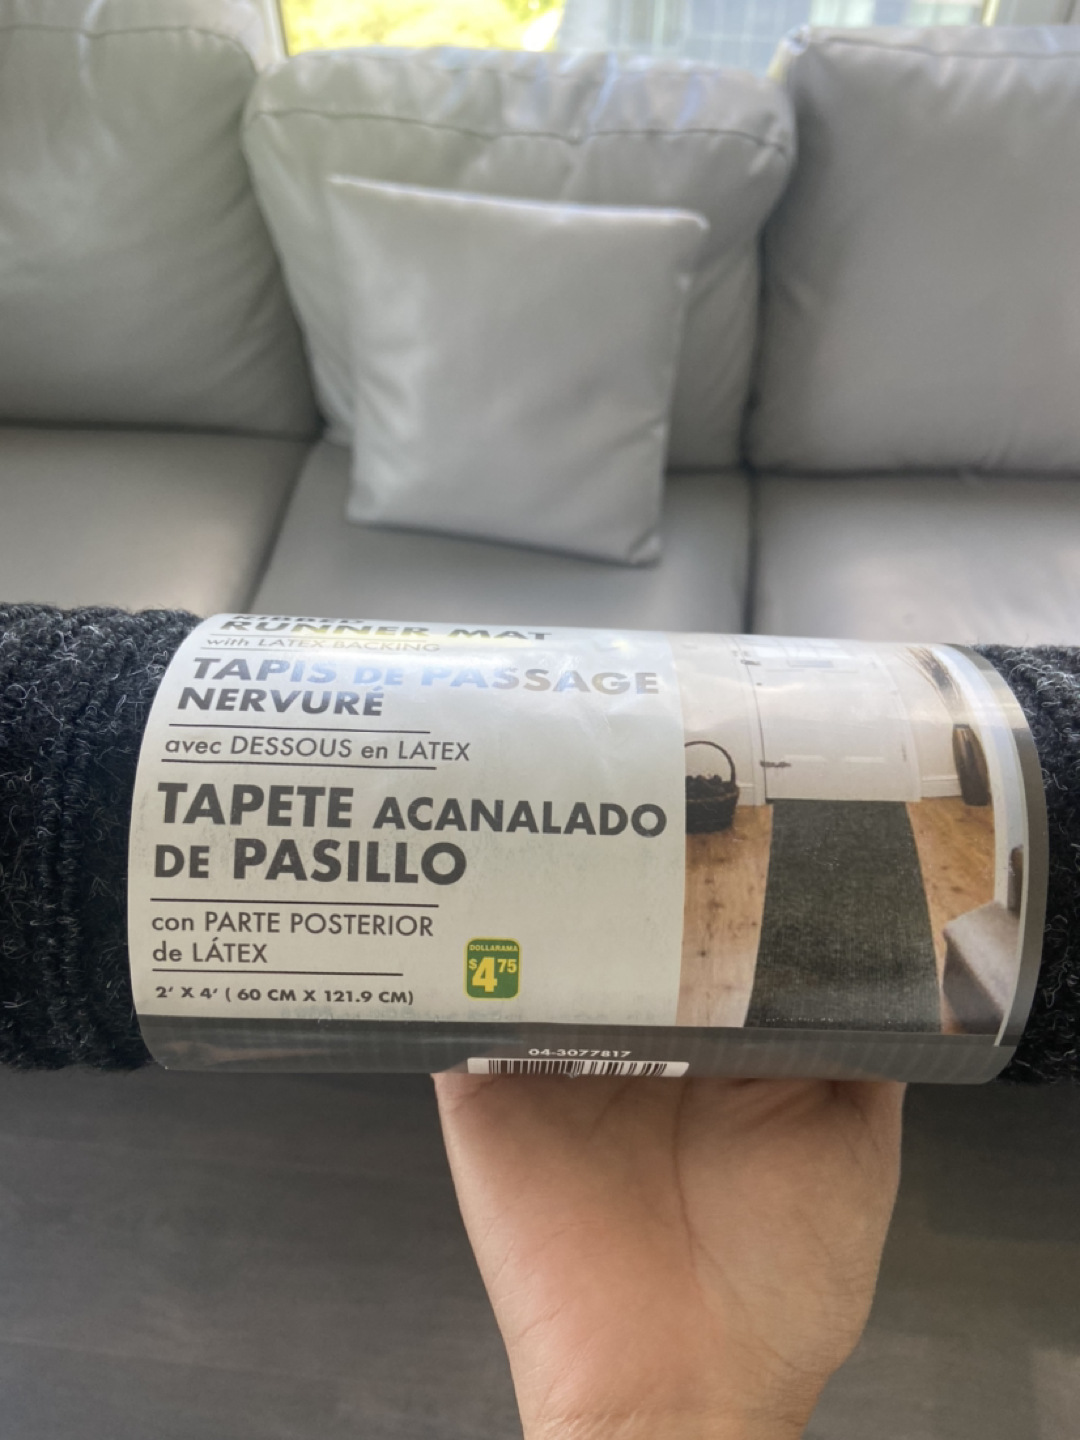 RIBBED
RUNNER MAT
with LATEX BACKING
TAPIS DE PASSAGE
NERVURÉ
avec DESSOUS en LATEX
TAPETE ACANALADO
DE PASILLO
con PARTE POSTERIOR
de LÁTEX
2' X 4' ( 60 CM X 121.9 CM)
DOLLARAMA
$4.75
04-3077817